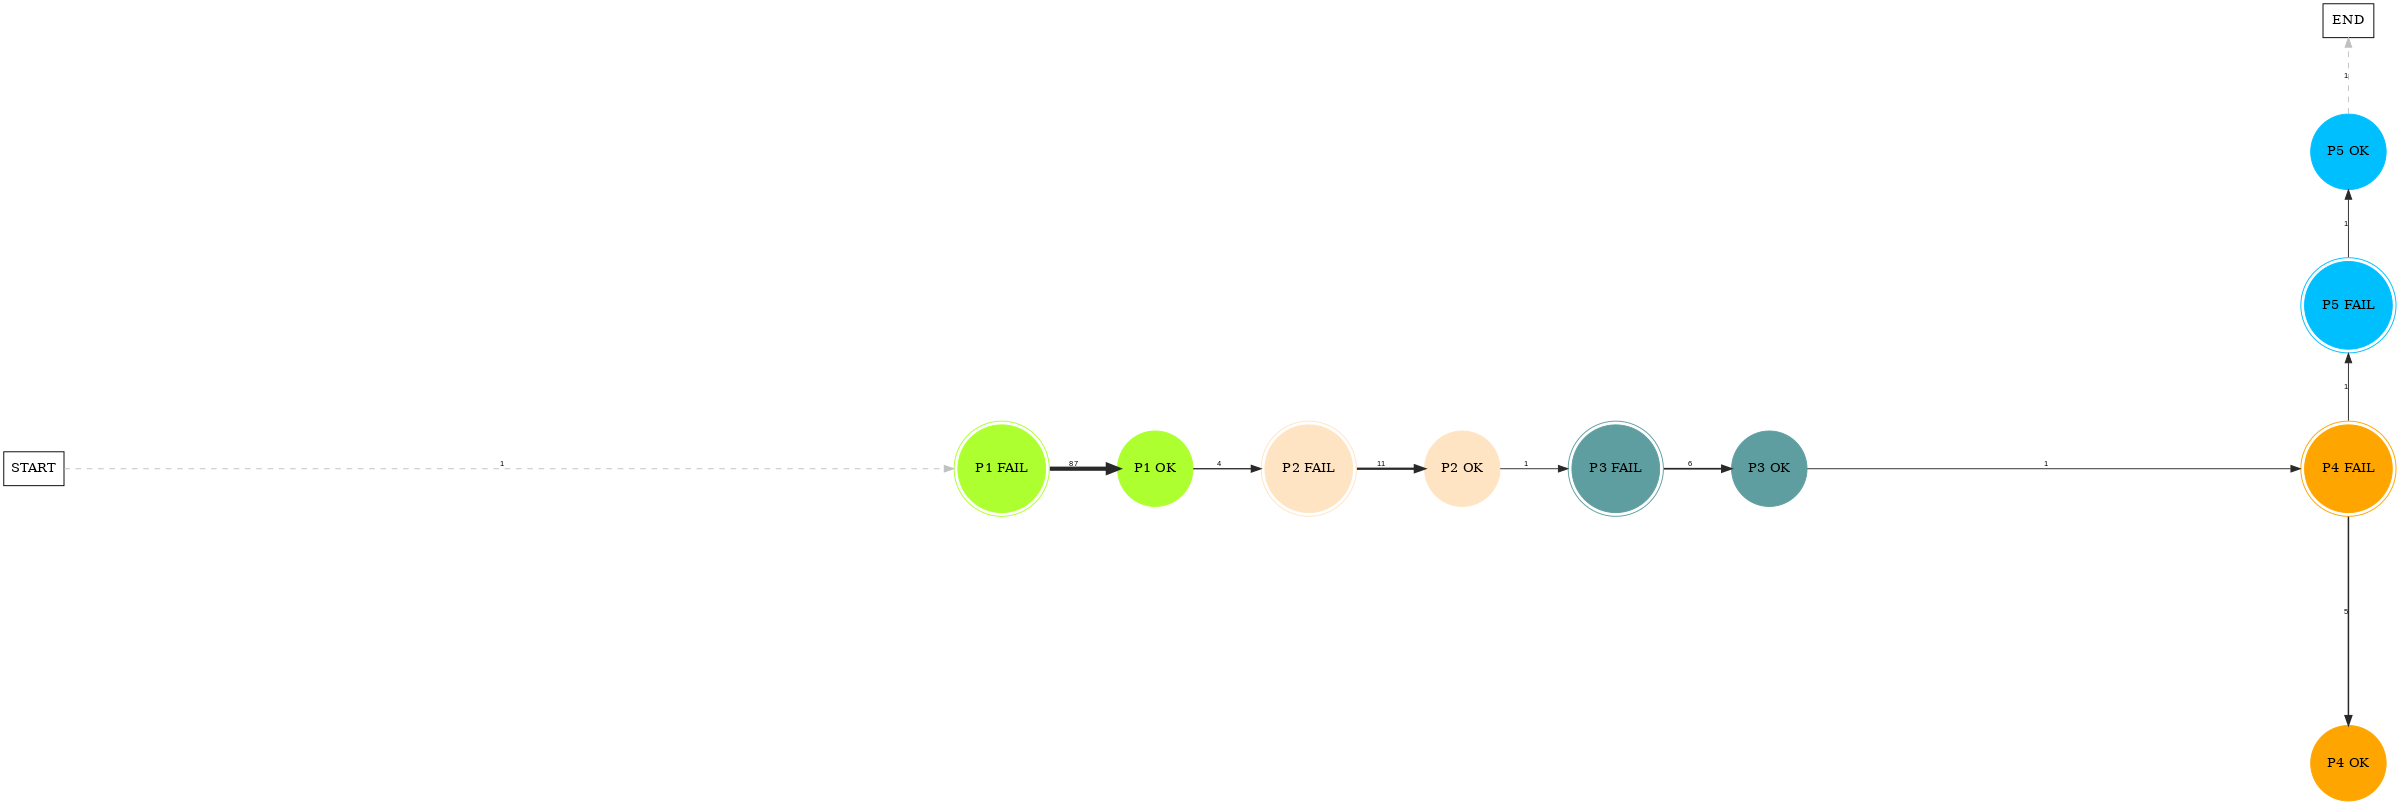 END
1
P5 OK
1
P5 FAIL
1
START
1
P1 FAIL
87
P1 OK
4
P2 FAIL
11
P2 OK
1
P3 FAIL
6
P3 OK
1
P4 FAIL
5
P4 OK